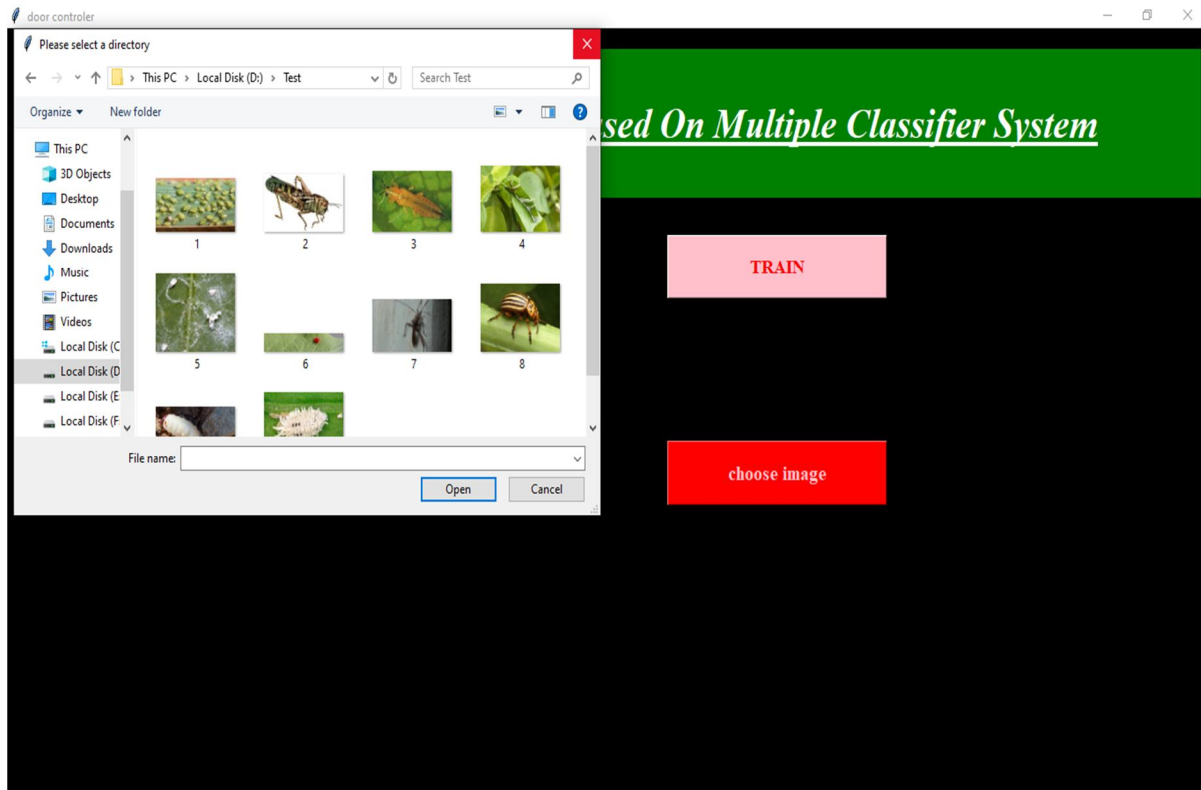 door controler
Please select a directory
This PC > Local Disk (D:) > Test
Search Test
Organize
New folder
sed On Multiple Classifier System
This PC
3D Objects
Desktop
Documents
Downloads
Music
Pictures
Videos
Local Disk (C
Local Disk (D
Local Disk (E
Local Disk (F
1
2
3
4
5
6
7
8
File name:
Open
Cancel
TRAIN
choose image